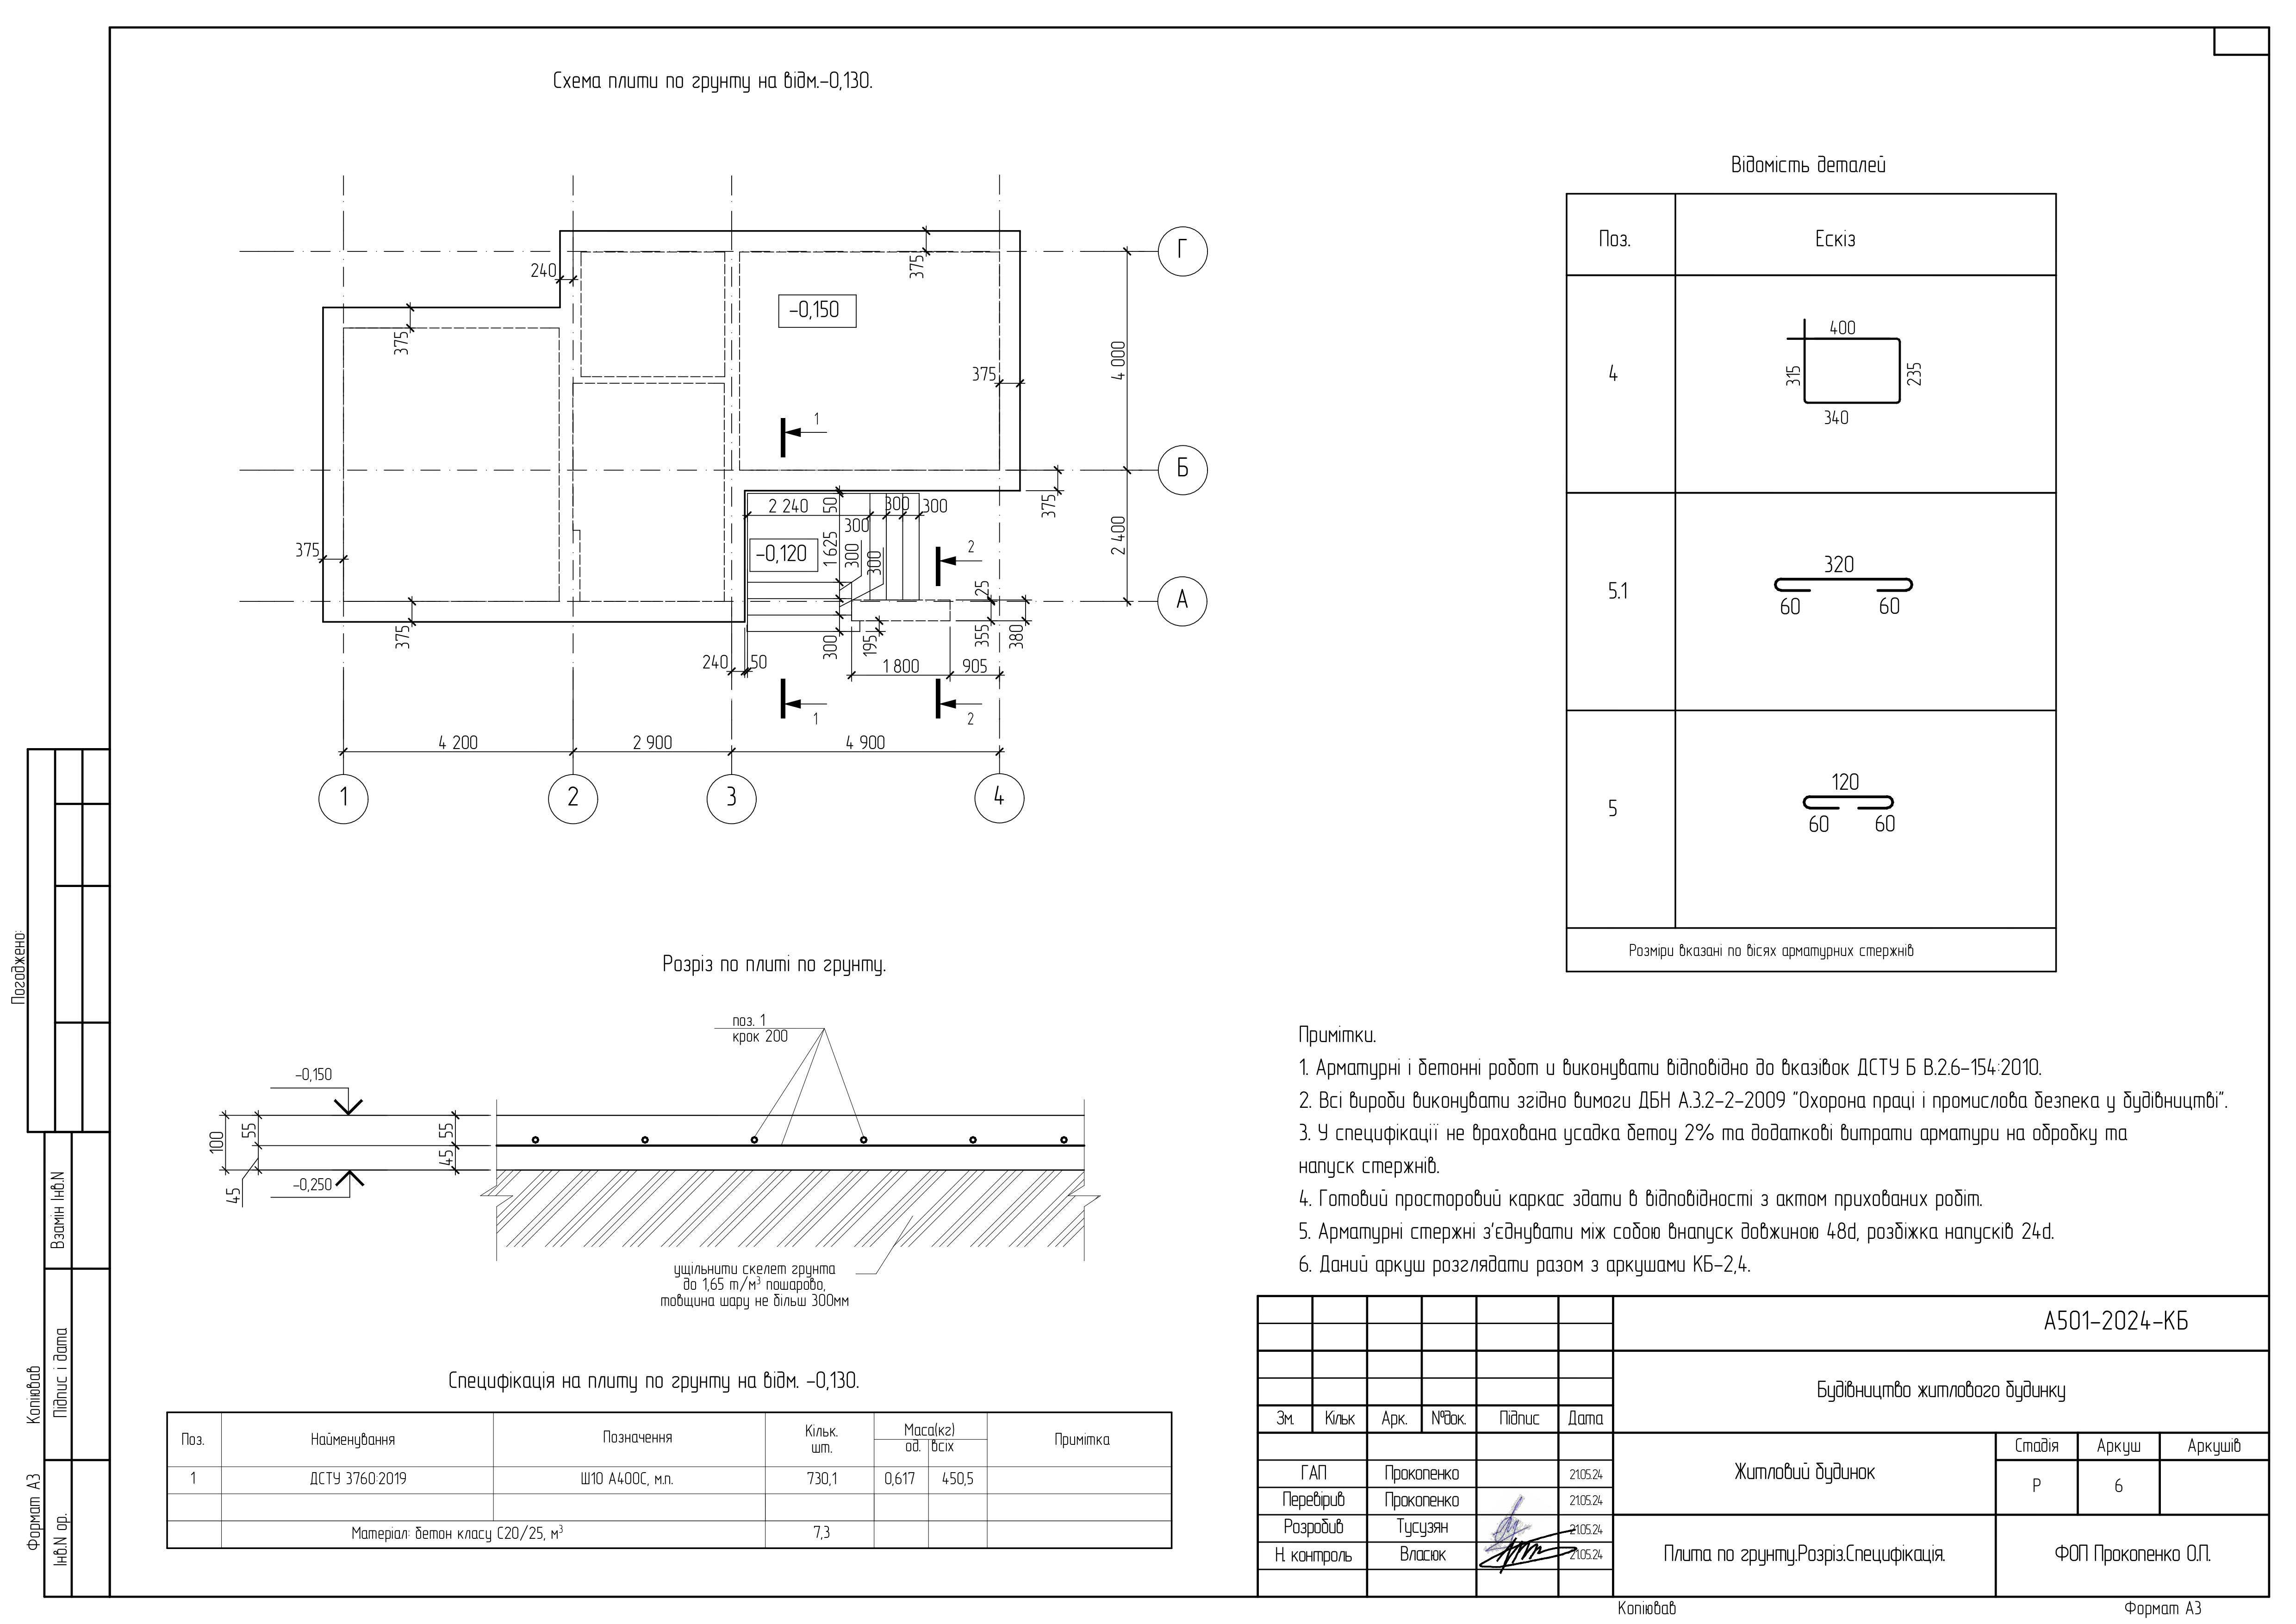 Схема плити по грунту на відм.-0,130.
240
375
-0,150
375
375
375
375
375
375
4 000
2 400
Г
Б
А
1
2 240
50
300
300
300
-0,120
1 625
300
300
2
25
300
195
355
380
240
50
1 800
905
1
2
4 200
2 900
4 900
1
2
3
4
Відомість деталей
Поз.
Ескіз
4
400
315
235
340
5.1
320
60
60
5
120
60
60
Розміри вказані по вісях арматурних стержнів
Розріз по плиті по грунту.
поз. 1
крок 200
-0,150
100
55
55
45
45
-0,250
ущільнити скелет грунта
до 1,65 т/м³ пошарово,
товщина шару не більш 300мм
Примітки.
1. Арматурні і бетонні робот и виконувати відповідно до вказівок ДСТУ Б В.2.6-154:2010.
2. Всі вироби виконувати згідно вимоги ДБН А.3.2-2-2009 "Охорона праці і промислова безпека у будівництві".
3. У специфікації не врахована усадка бетоу 2% та додаткові витрати арматури на обробку та
напуск стержнів.
4. Готовий просторовий каркас здати в відповідності з актом прихованих робіт.
5. Арматурні стержні з'єднувати між собою внапуск довжиною 48d, розбіжка напусків 24d.
6. Даний аркуш розглядати разом з аркушами КБ-2,4.
Специфікація на плиту по грунту на відм. -0,130.
Поз.
Найменування
Позначення
Кільк.
шт.
Маса(кг)
од.
всіх
Примітка
1
ДСТУ 3760:2019
Ш10 А400С, м.п.
730,1
0,617
450,5
Матеріал: бетон класу С20/25, м³
7,3
А501-2024-КБ
Будівництво житлового будинку
Зм.
Кільк
Арк.
№док.
Підпис
Дата
ГАП
Прокопенко
21.05.24
Перевірив
Прокопенко
21.05.24
Розробив
Тусузян
21.05.24
Н. контроль
Власюк
21.05.24
Житловий будинок
Стадія
Аркуш
Аркушів
Р
6
Плита по грунту.Розріз.Специфікація.
ФОП Прокопенко О.П.
Копіював
Формат А3
Погоджено:
Взамін Інв.N
Підпис і дата
Інв.N ор.
Копіював
Формат А3